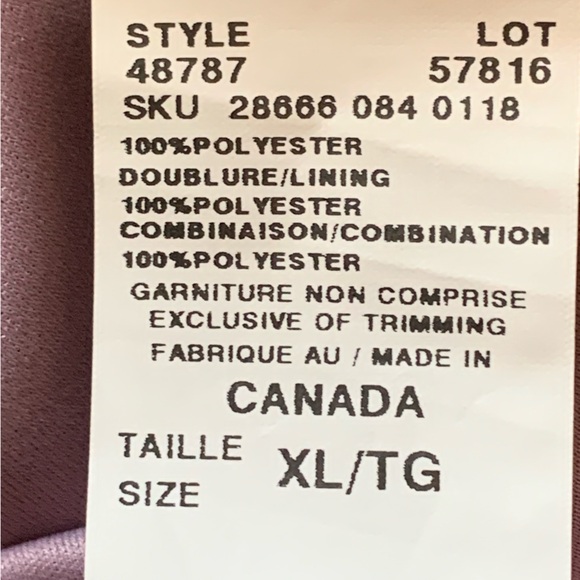 STYLE LOT
48787 57816
SKU 28666 084 0118
100%POLYESTER
DOUBLURE/LINING
100%POLYESTER
COMBINAISON/COMBINATION
100%POLYESTER
GARNITURE NON COMPRISE
EXCLUSIVE OF TRIMMING
FABRIQUE AU / MADE IN
CANADA
TAILLE XL/TG
SIZE